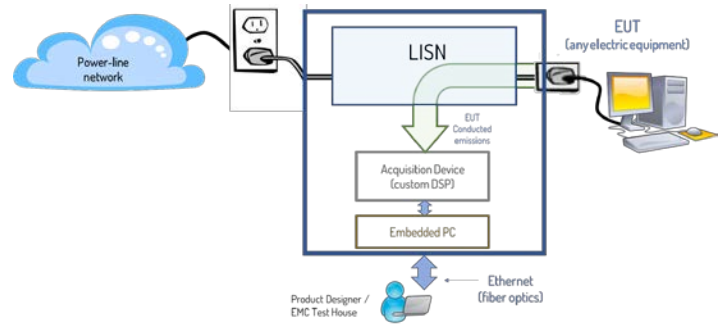 Power-line
network
LISN
EUT
(any electric equipment)
EUT
Conducted
emissions
Acquisition Device
(custom DSP)
Embedded PC
Ethernet
(fiber optics)
Product Designer /
EMC Test House